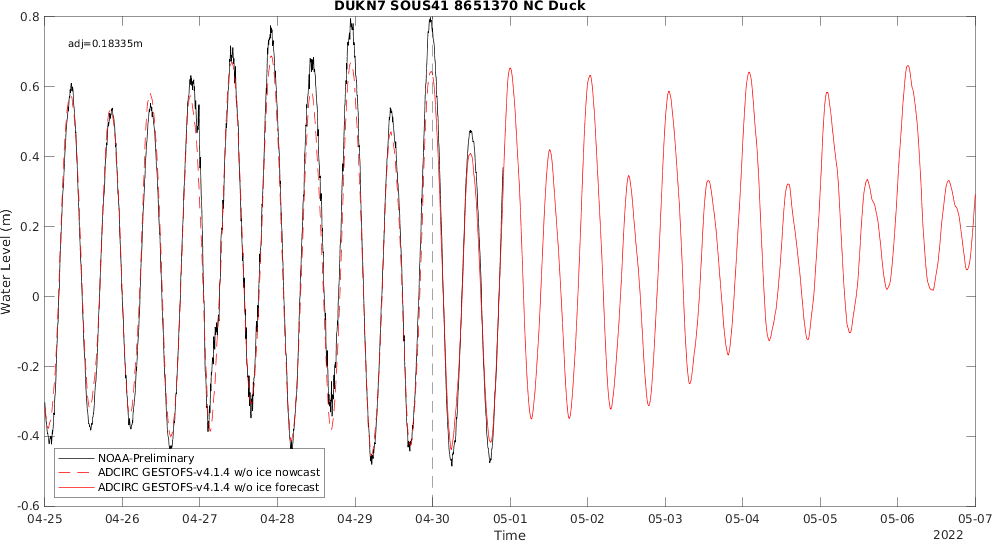 DUKN7 SOUS41 8651370 NC Duck
adj=0.18335m
0.8
0.6
0.4
0.2
0
-0.2
-0.4
-0.6
Water Level (m)
NOAA-Preliminary
ADCIRC GESTOFS-v4.1.4 w/o ice nowcast
ADCIRC GESTOFS-v4.1.4 w/o ice forecast
04-25 04-26 04-27 04-28 04-29 04-30 05-01 05-02 05-03 05-04 05-05 05-06 05-07
Time
2022